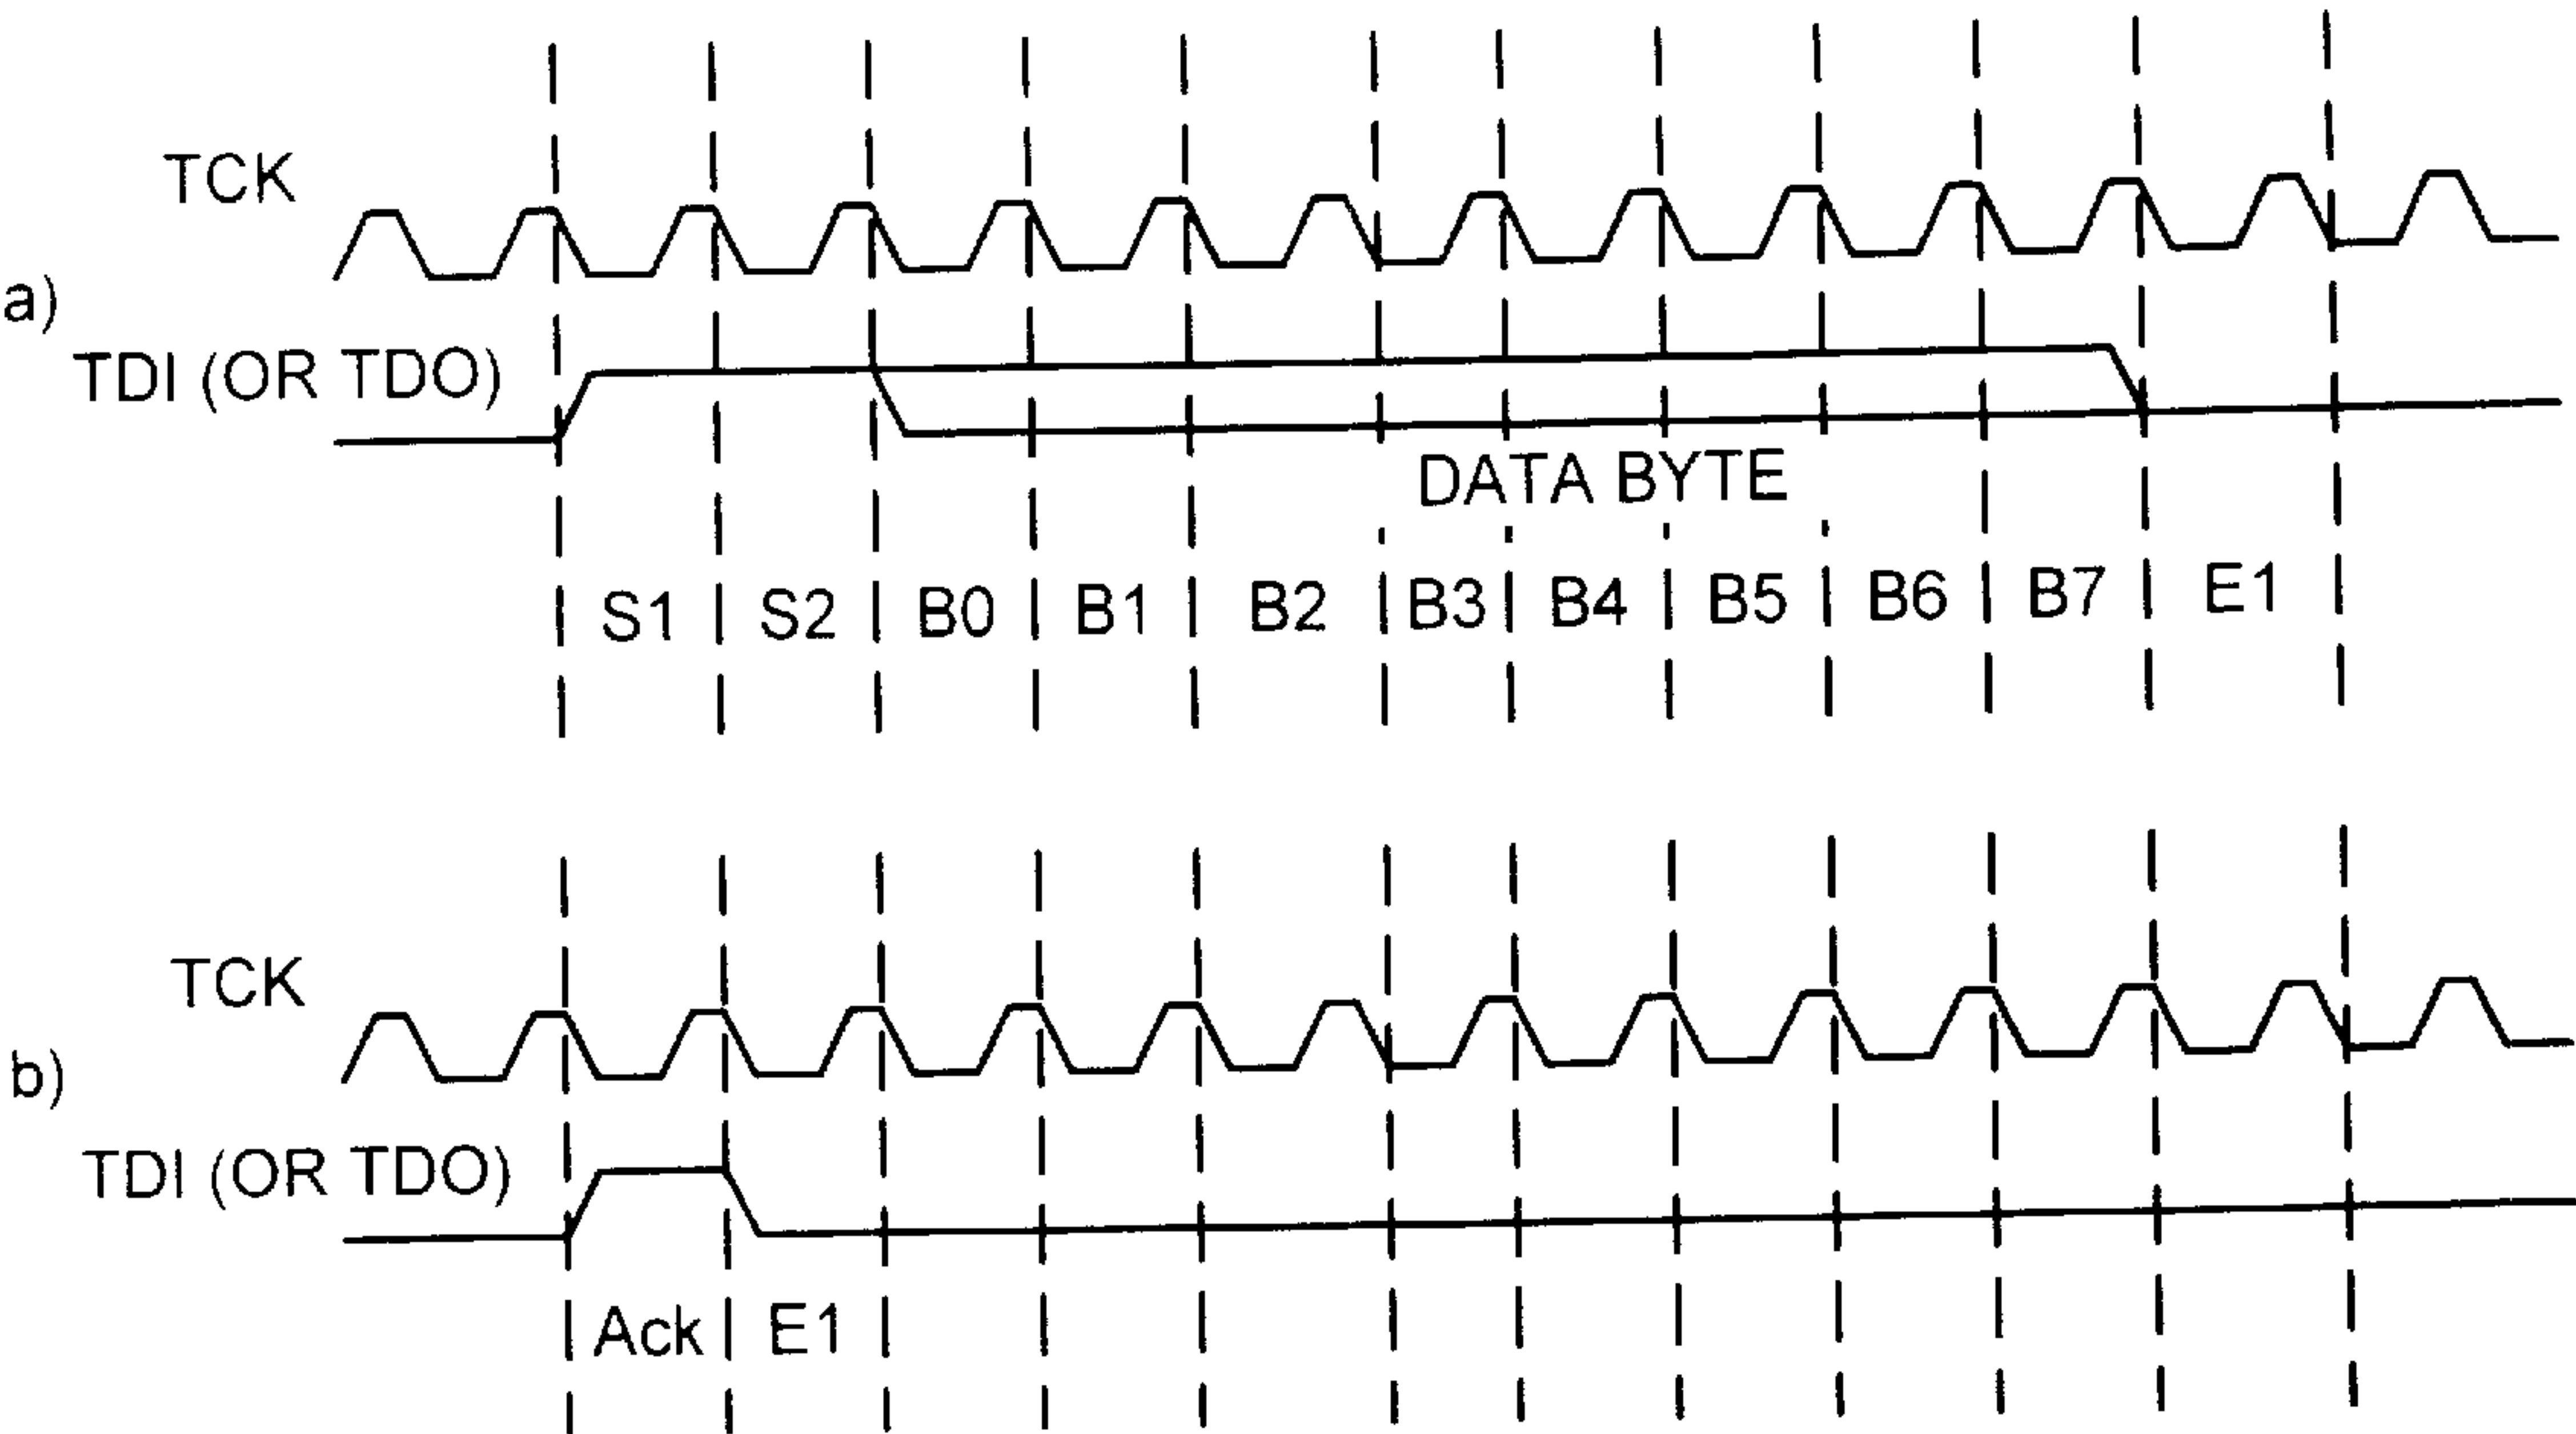 TCK
a)
TDI (OR TDO)
DATA BYTE
S1 S2 B0 B1 B2 B3 B4 B5 B6 B7 E1
TCK
b)
TDI (OR TDO)
Ack E1